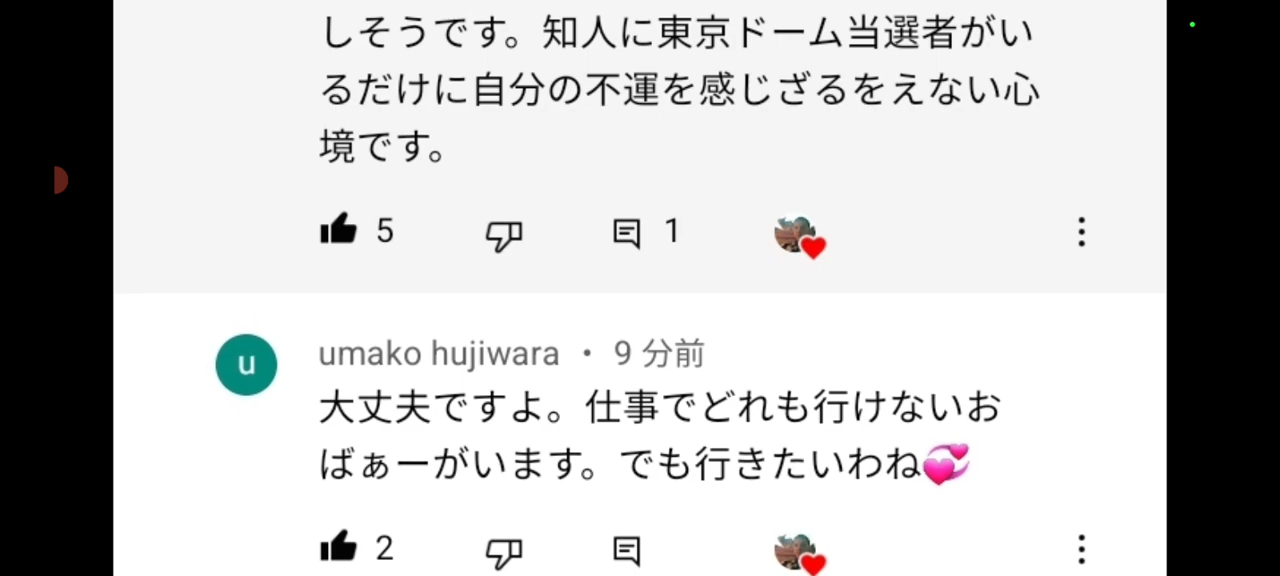 しそうです。知人に東京ドーム当選者がい
るだけに自分の不運を感じざるをえない心
境です。
5 1
u umako hujiwara ・ 9 分前
大丈夫ですよ。仕事でどれも行けないお
ばぁーがいます。でも行きたいわね💞
2